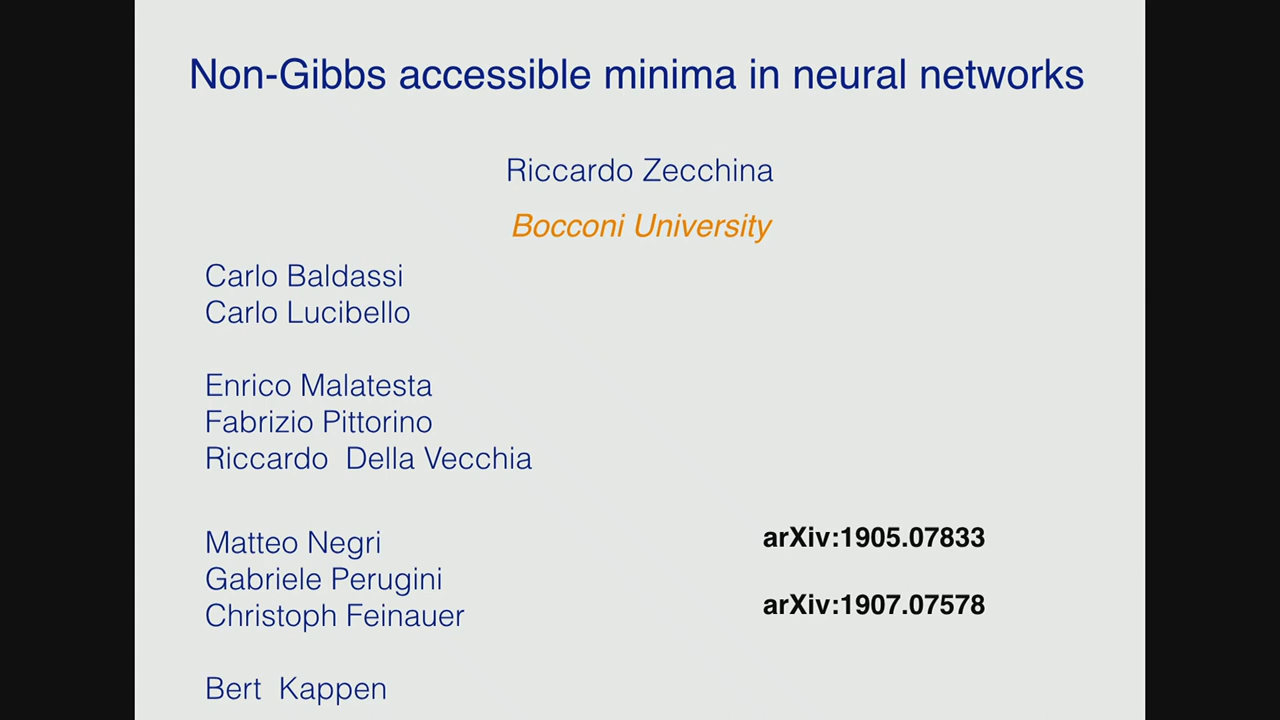 Non-Gibbs accessible minima in neural networks
Riccardo Zecchina
Bocconi University
Carlo Baldassi
Carlo Lucibello
Enrico Malatesta
Fabrizio Pittorino
Riccardo Della Vecchia
Matteo Negri
arXiv:1905.07833
Gabriele Perugini
Christoph Feinauer
arXiv:1907.07578
Bert Kappen